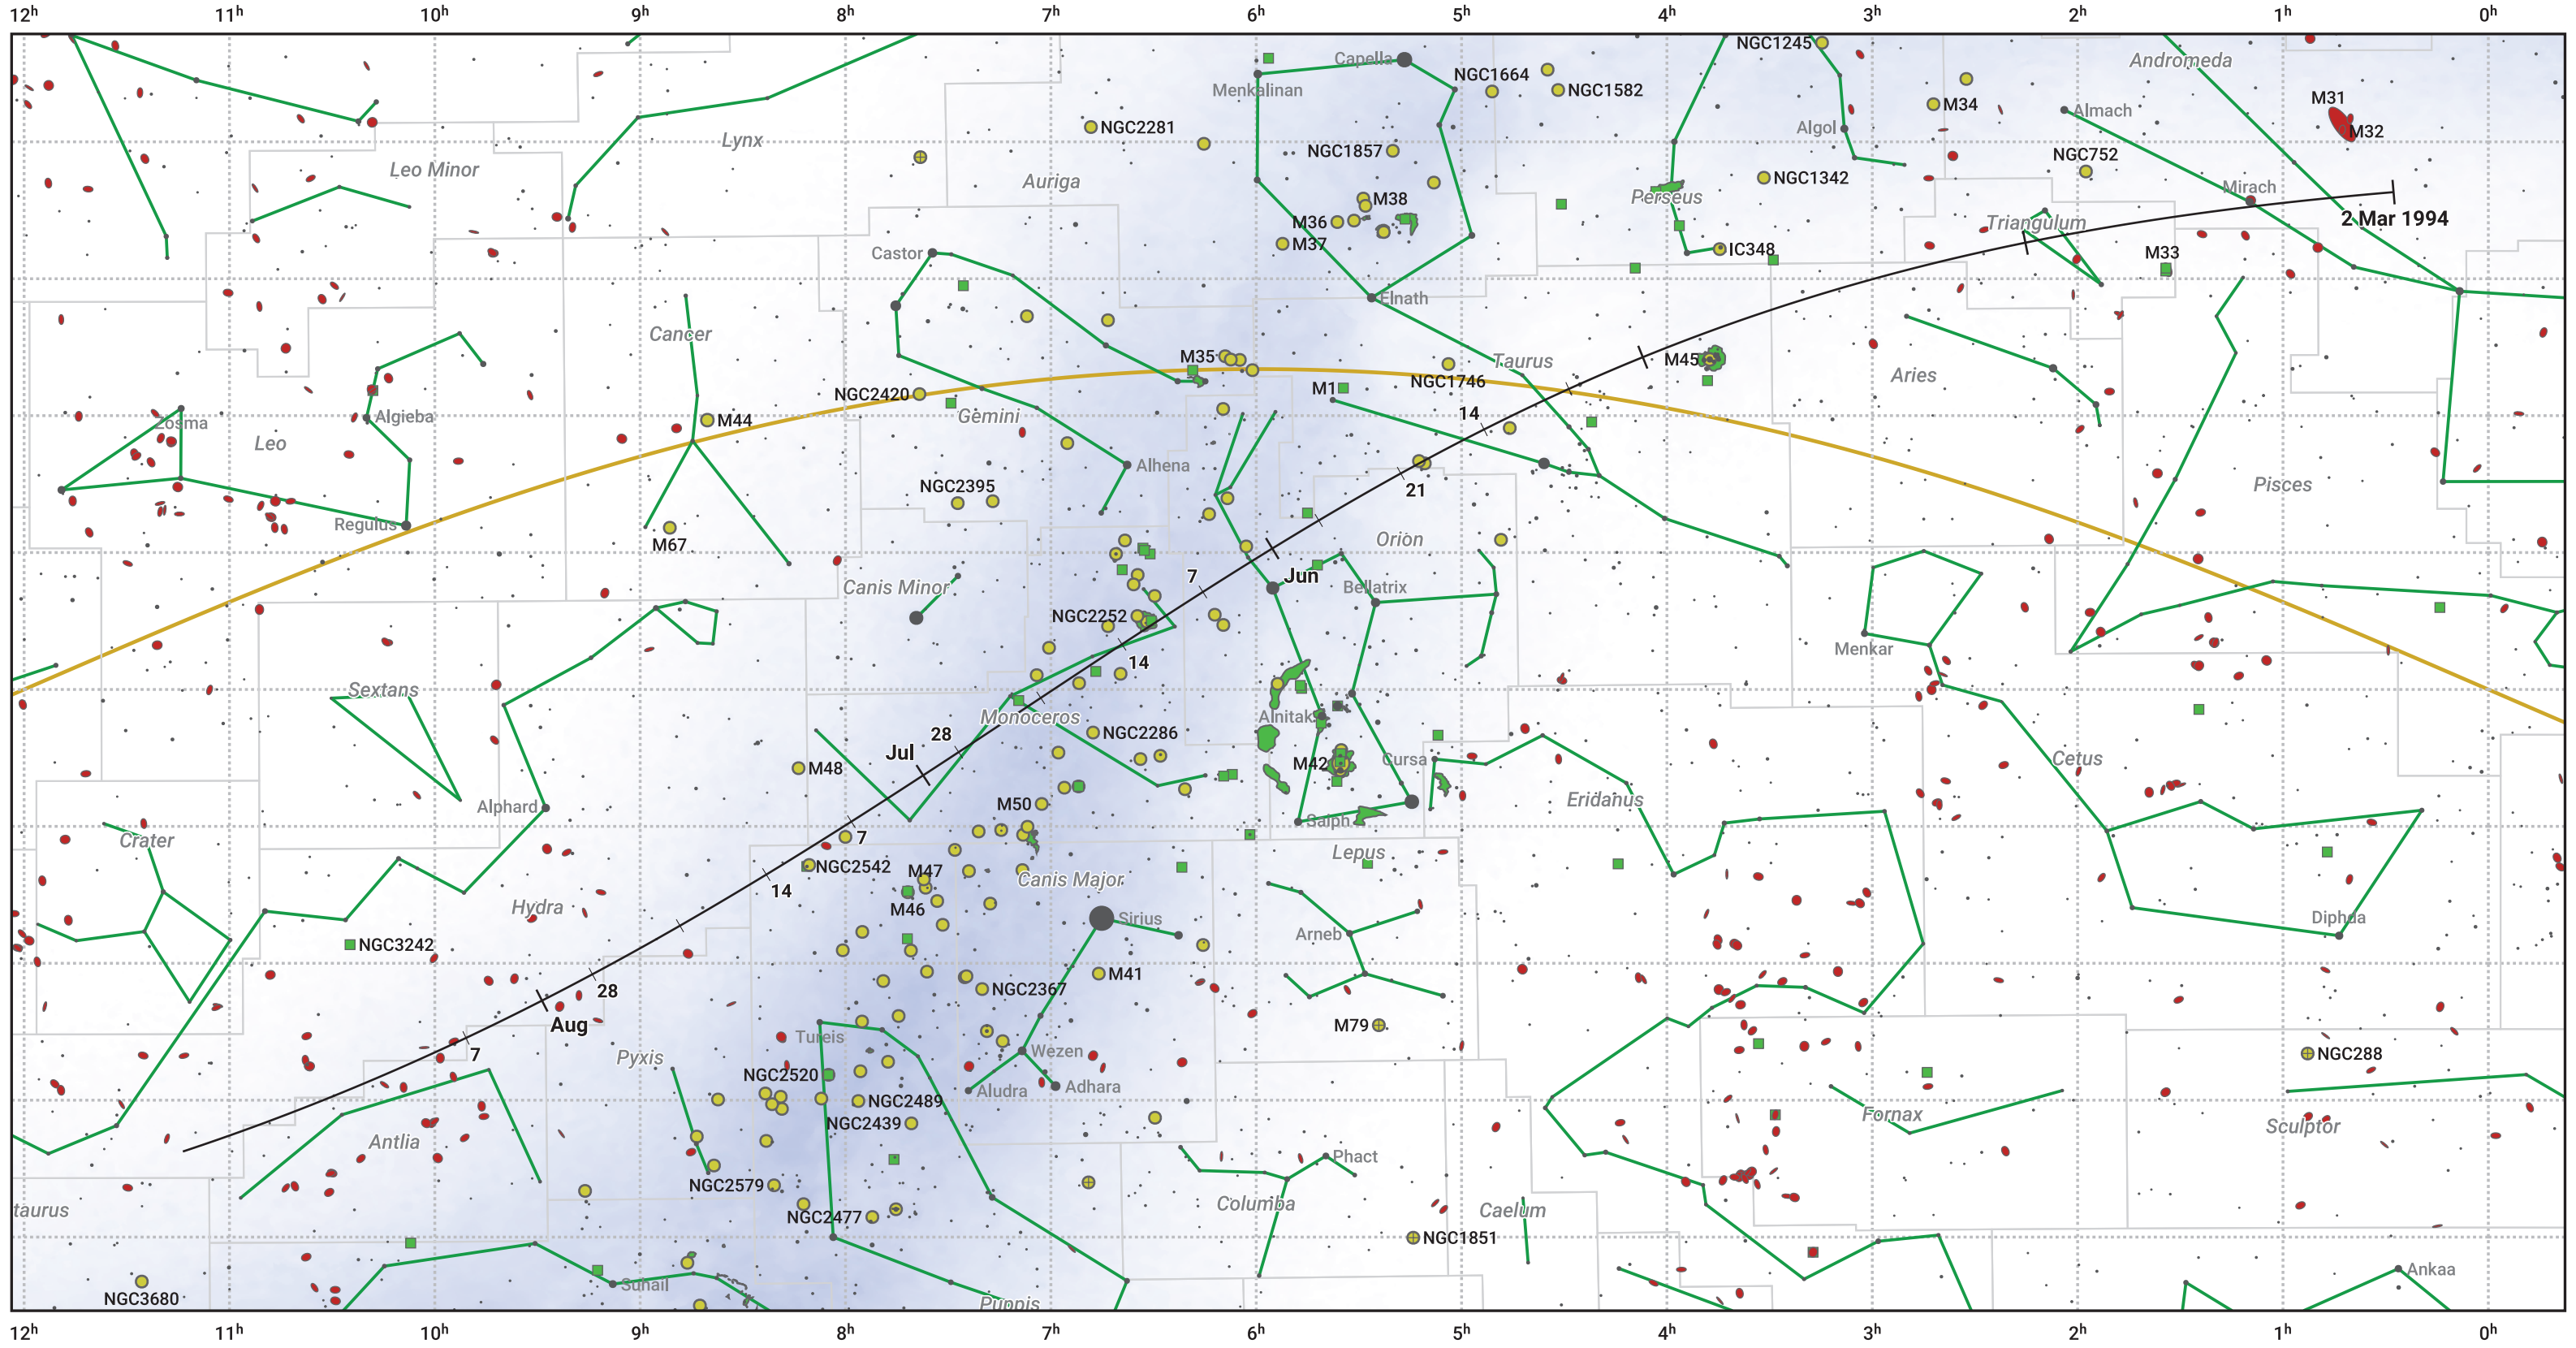 12h 11h 10h 9h 8h 7h 6h 5h 4h 3h 2h 1h 0h
NGC1245
Andromeda
Capella
NGC1664
Menkalinan
NGC1582
M34
Almach
M31
M32
NGC2281
Algol
Lynx
NGC1857
NGC752
Leo Minor
Auriga
NGC1342
Mirach
M38
Perseus
2 Mar 1994
M36
Triangulum
M37
IC348
M33
Castor
Elnath
Cancer
M35
Taurus
M45
NGC1746
Aries
NGC2420
M1
Gemini
14
M44
Algieba
Zosma
Leo
Alhena
NGC2395
21
Pisces
Regulus
M67
Orion
Jun
7
Canis Minor
Bellatrix
NGC2252
Menkar
14
Sextans
Monoceros
Alnitak
NGC2286
28
Jul
M48
M42
Cursa
Cetus
M50
Alphard
Eridanus
Saiph
7
Crater
NGC2542
Lepus
M47
14
Canis Major
Hydra
M46
Sirius
Diphda
Arneb
NGC3242
M41
28
NGC2367
Aug
M79
Tureis
7
Pyxis
Wezen
NGC288
NGC2520
Aludra
Adhara
NGC2489
NGC2439
Fornax
Sculptor
Antlia
Phact
NGC2579
Columba
Caelum
taurus
NGC2477
NGC1851
Ankaa
Suhail
NGC3680
Puppis
12h 11h 10h 9h 8h 7h 6h 5h 4h 3h 2h 1h 0h